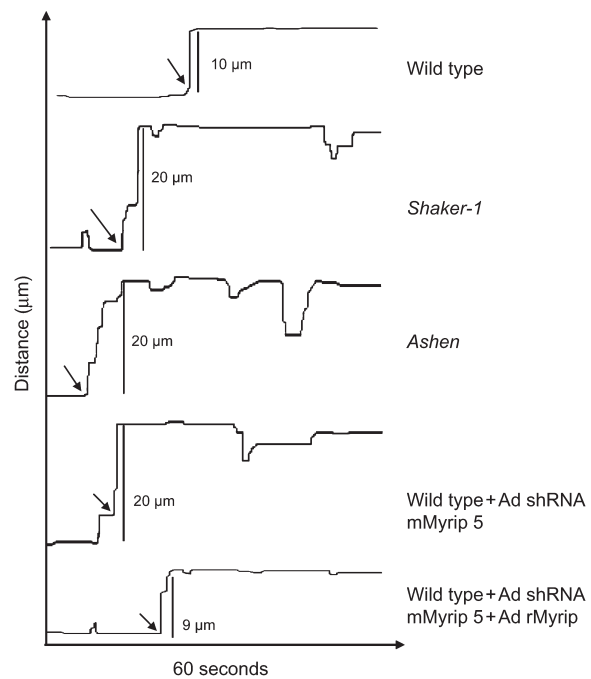 10 μm
Wild type
20 μm
Shaker-1
20 μm
Ashen
Distance (μm)
20 μm
Wild type + Ad shRNA
mMyrip 5
Wild type + Ad shRNA
mMyrip 5 + Ad rMyrip
9 μm
60 seconds